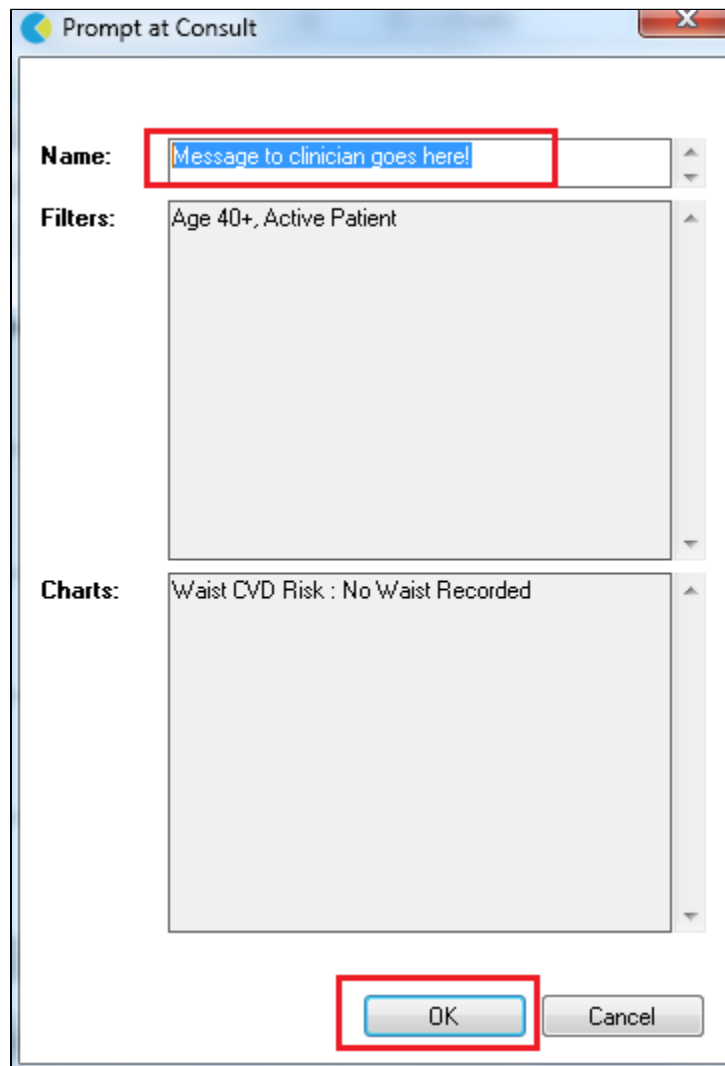 Prompt at Consult
X
Name: Message to clinician goes here!
Filters: Age 40+, Active Patient
Charts: Waist CVD Risk : No Waist Recorded
OK Cancel